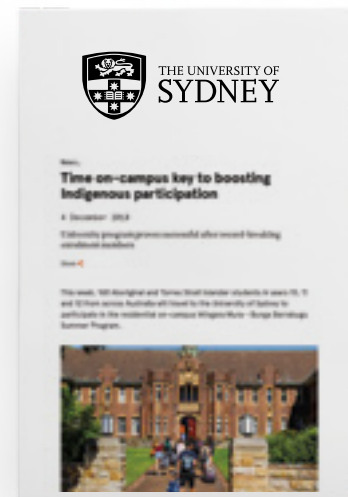 THE UNIVERSITY OF
SYDNEY
News_
Time on-campus key to boosting
Indigenous participation
4 December 2018
University program proves successful after record-breaking
enrolment numbers
Share
This week, Aboriginal and Torres Strait Islander students in years 10, 11
and 12 from across Australia will travel to the University of Sydney to
participate in the residential on-campus Wingara Mura - Bunga Barrabugu
Summer Program.